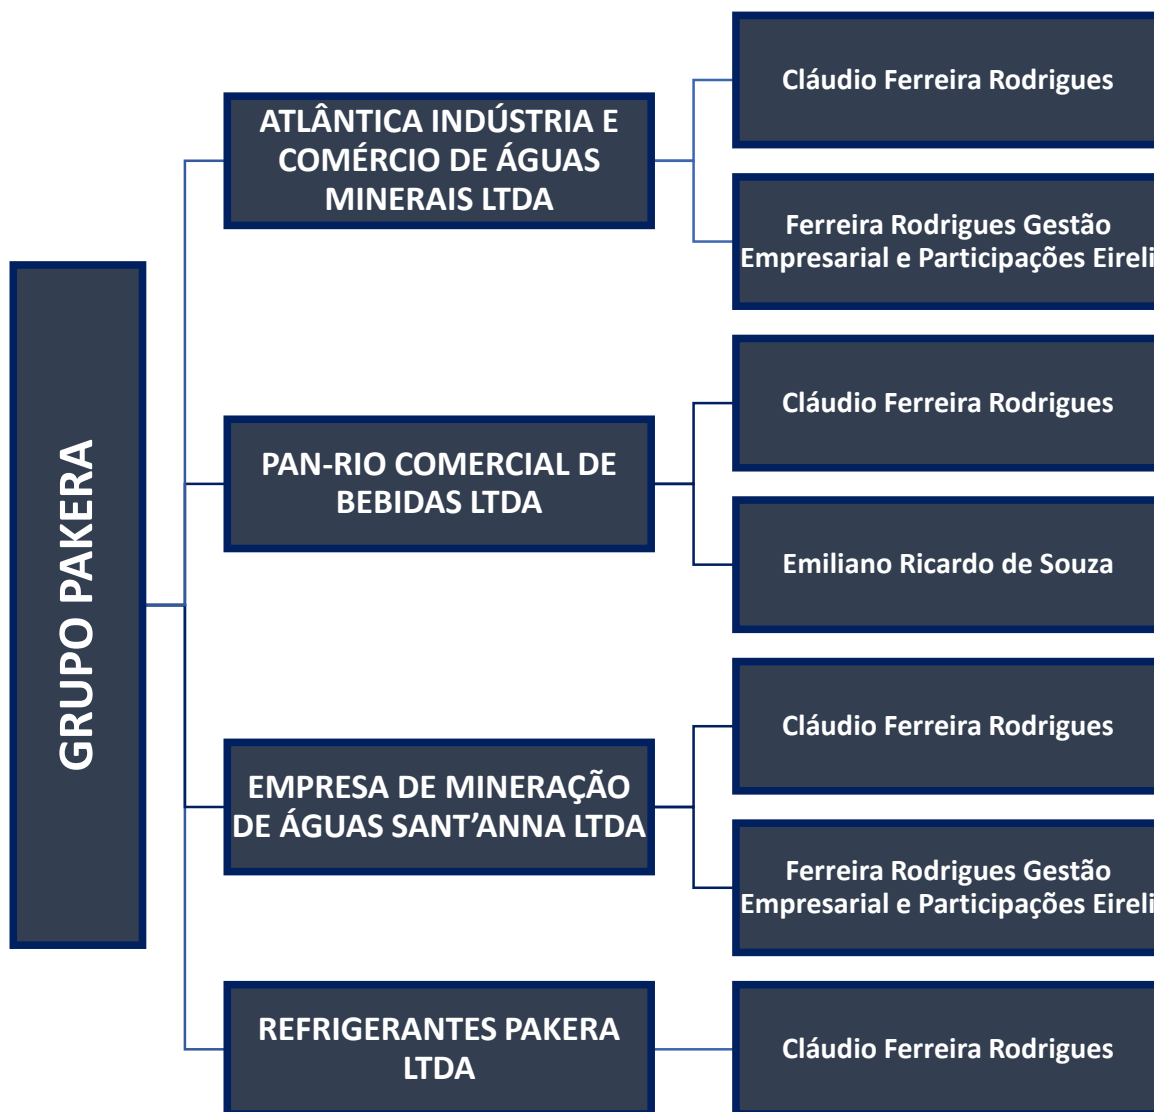 GRUPO PAKERA
ATLÂNTICA INDÚSTRIA E
COMÉRCIO DE ÁGUAS
MINERAIS LTDA
Cláudio Ferreira Rodrigues
Ferreira Rodrigues Gestão
Empresarial e Participações Eireli
PAN-RIO COMERCIAL DE
BEBIDAS LTDA
Cláudio Ferreira Rodrigues
Emiliano Ricardo de Souza
EMPRESA DE MINERAÇÃO
DE ÁGUAS SANT’ANNA LTDA
Cláudio Ferreira Rodrigues
Ferreira Rodrigues Gestão
Empresarial e Participações Eireli
REFRIGERANTES PAKERA
LTDA
Cláudio Ferreira Rodrigues